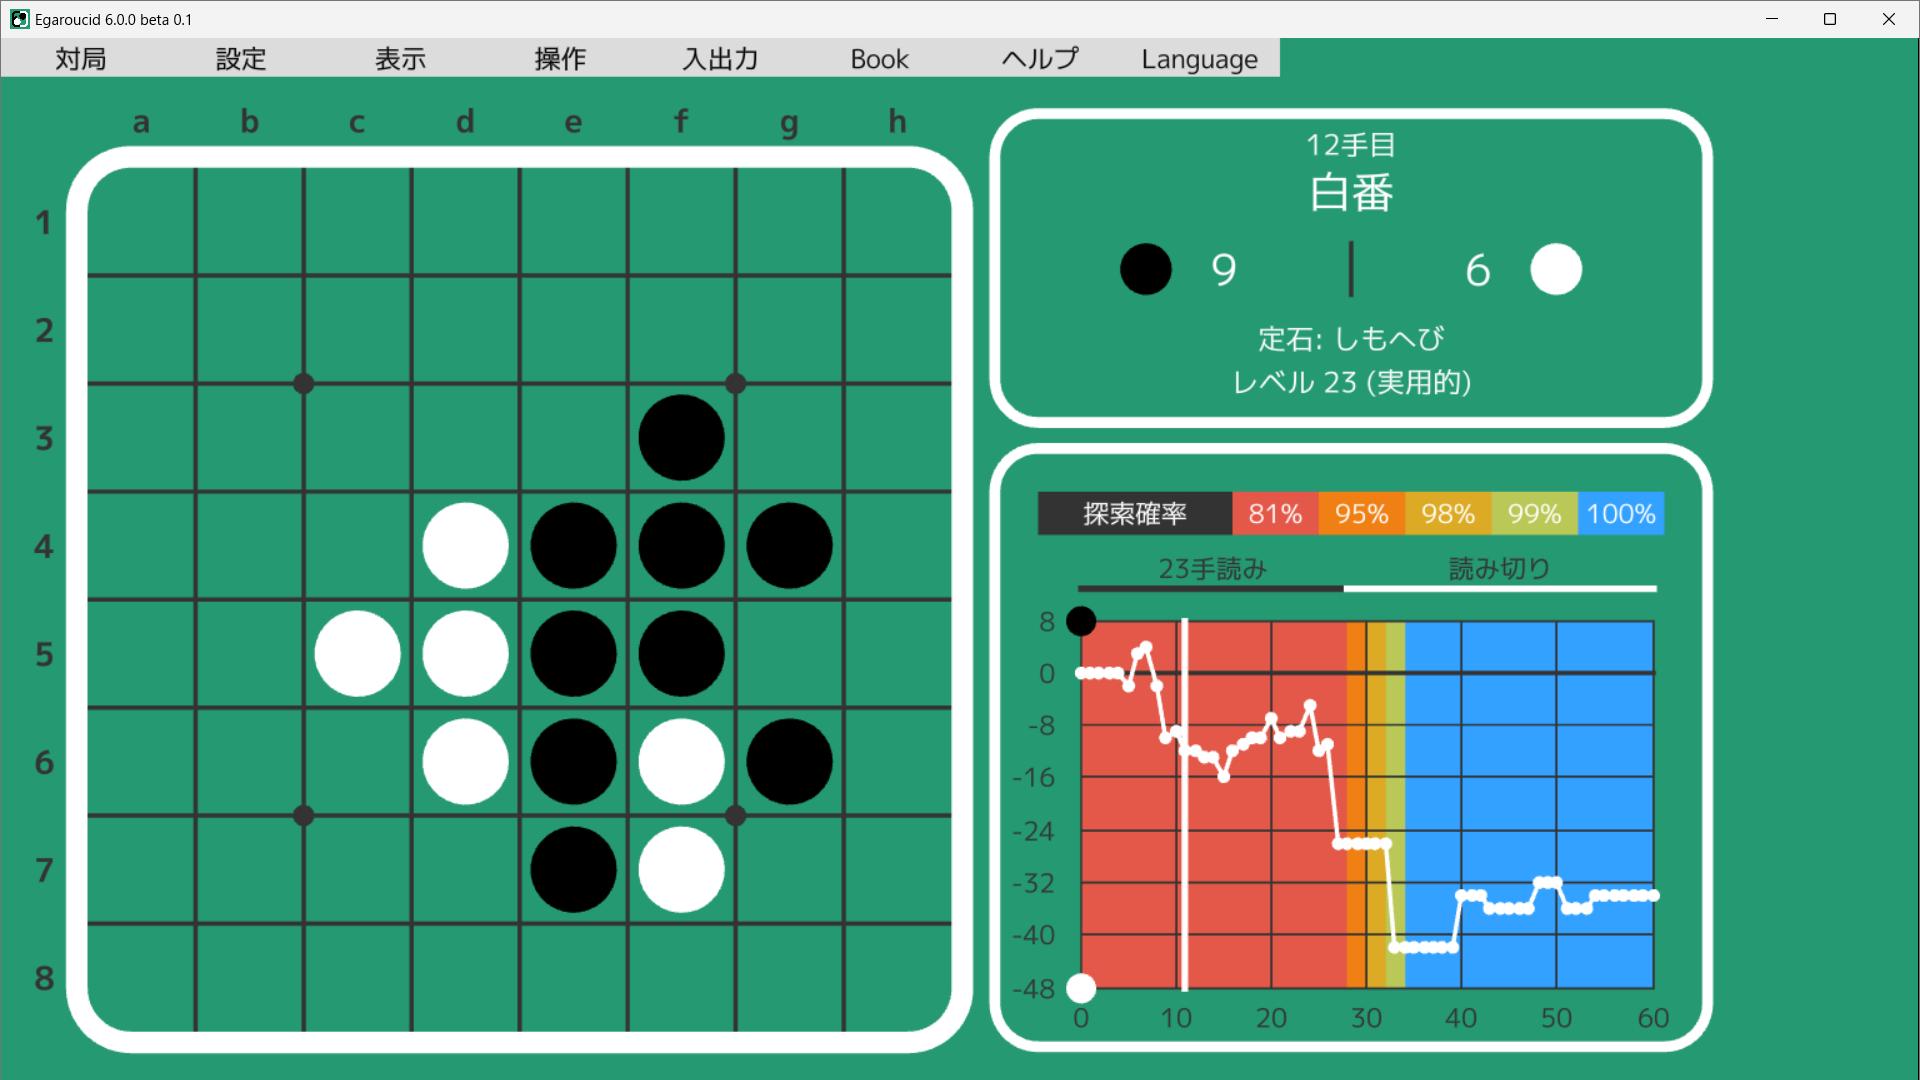 Egaroucid 6.0.0 beta 0.1
対局 設定 表示 操作 入出力 Book ヘルプ Language
a b c d e f g h
1
2
3
4
5
6
7
8
12手目
白番
9 6
定石: しもへび
レベル 23 (実用的)
探索確率 81% 95% 98% 99% 100%
23手読み 読み切り
8
0
-8
-16
-24
-32
-40
-48
0 10 20 30 40 50 60